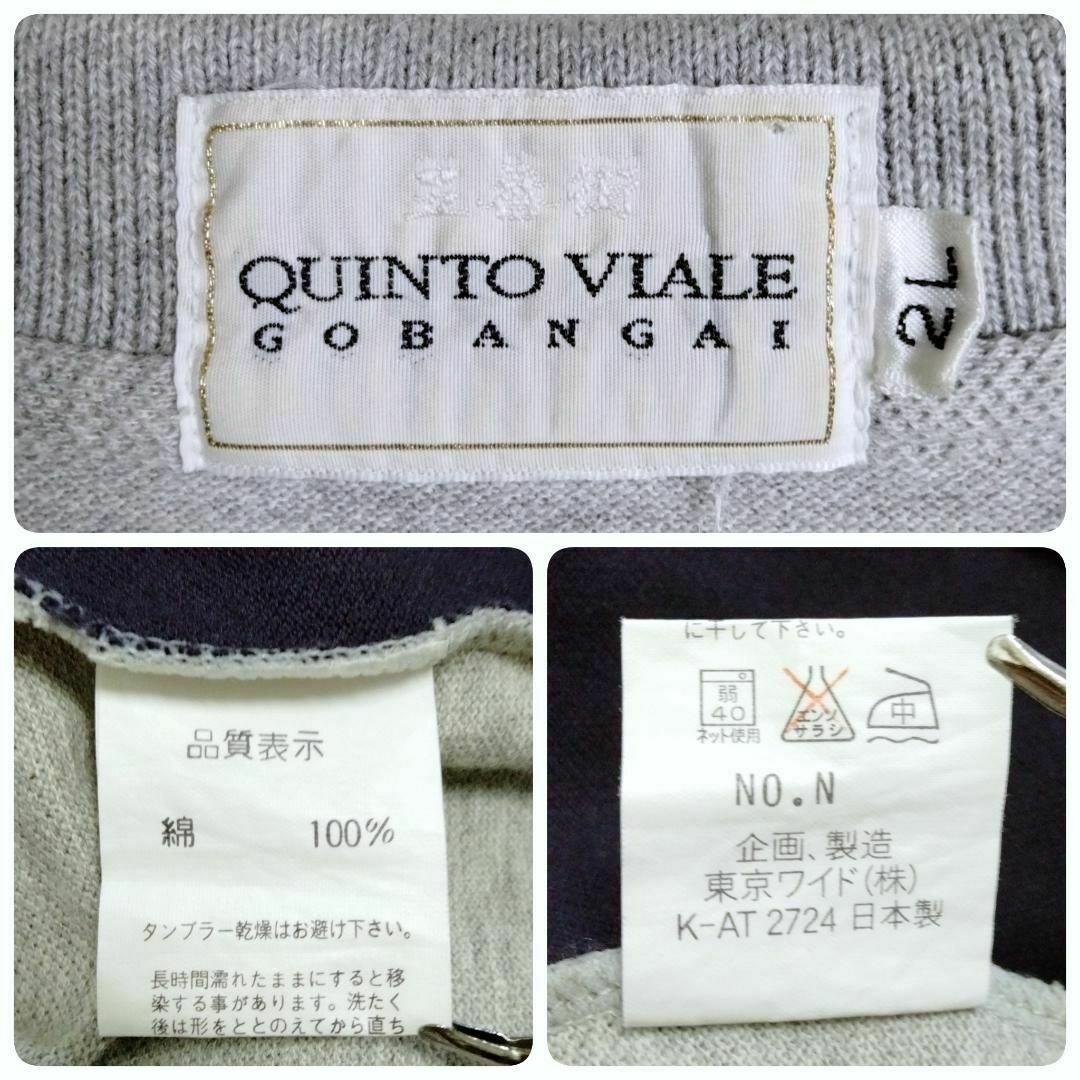 五番街
QUINTO VIALE
GOBANGAI
2L
品質表示
綿 100%
タンブラー乾燥はお避け下さい。
長時間濡れたままにすると移
染する事があります。洗たく
後は形をととのえてから直ち
に干して下さい。
弱
40
ネット使用
エンソ
サラシ
中
NO.N
企画、製造
東京ワイド(株)
K-AT 2724 日本製